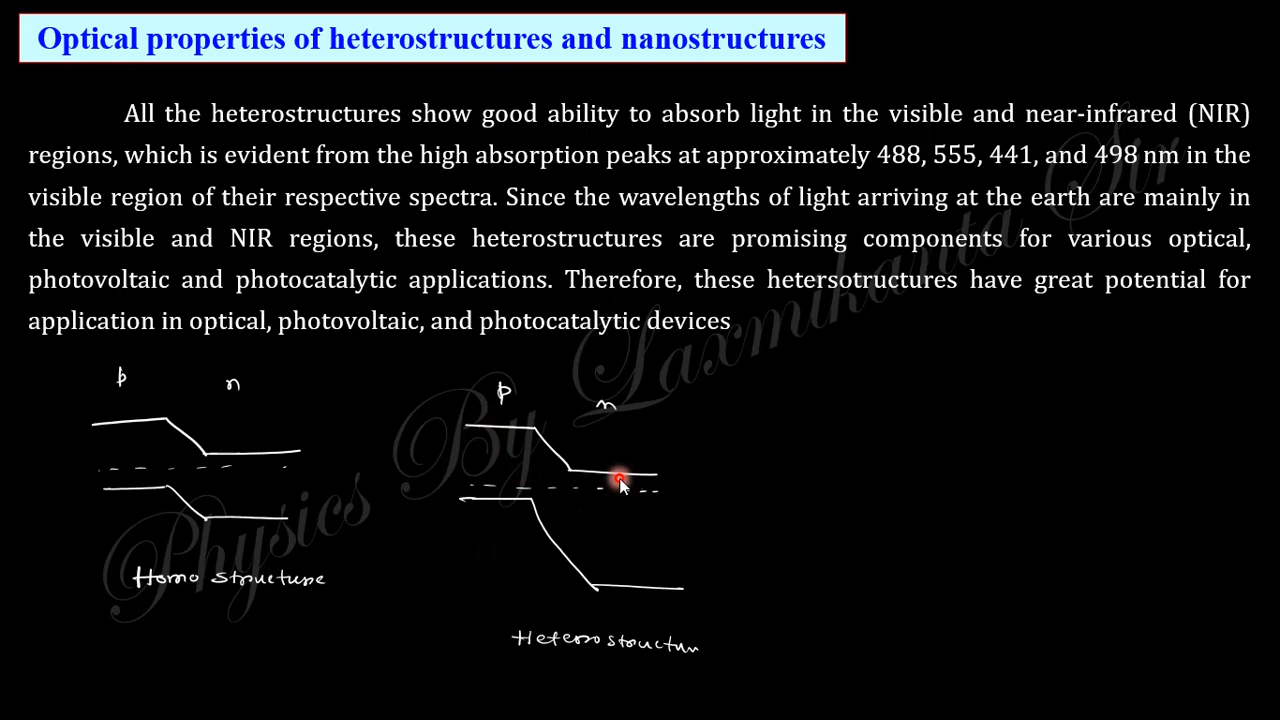 Optical properties of heterostructures and nanostructures
All the heterostructures show good ability to absorb light in the visible and near-infrared (NIR)
regions, which is evident from the high absorption peaks at approximately 488, 555, 441, and 498 nm in the
visible region of their respective spectra. Since the wavelengths of light arriving at the earth are mainly in
the visible and NIR regions, these heterostructures are promising components for various optical,
photovoltaic and photocatalytic applications. Therefore, these hetersotructures have great potential for
application in optical, photovoltaic, and photocatalytic devices
p n
p n
Homo structure
Heterostructur
Physics By Laxmikanta Sir